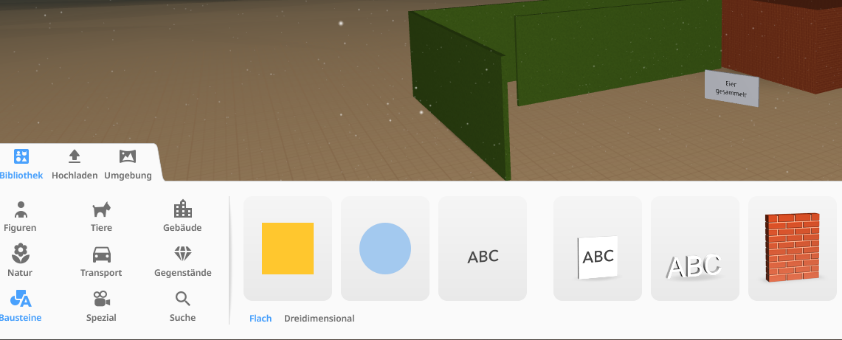 Eier
gesammelt
Bibliothek
Hochladen
Umgebung
Figuren
Tiere
Gebäude
Natur
Transport
Gegenstände
Bausteine
Spezial
Suche
ABC
ABC
ABC
Flach
Dreidimensional